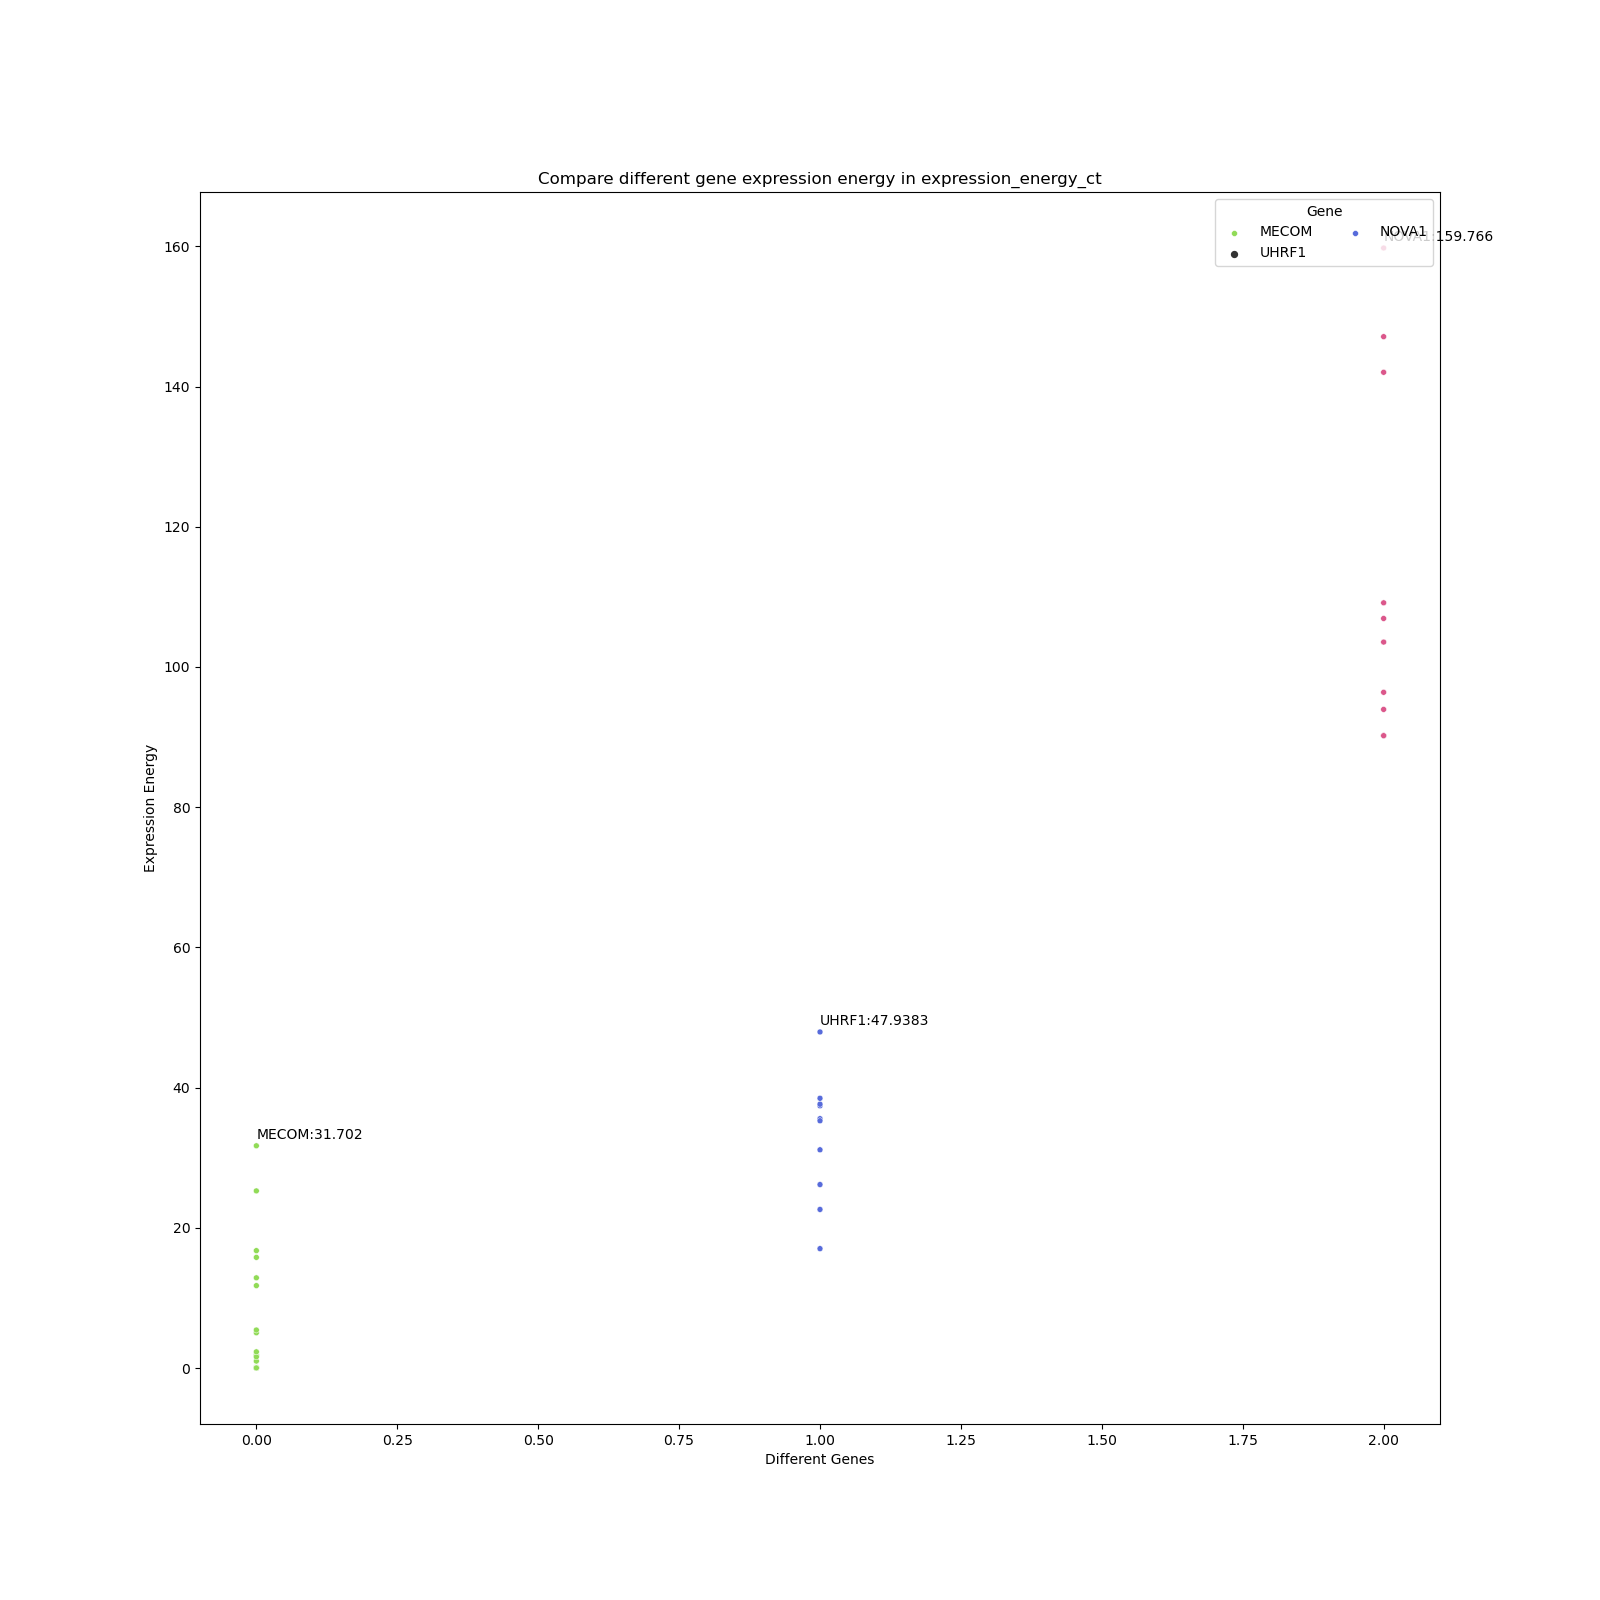 Compare different gene expression energy in expression_energy_ct
Gene
MECOM
NOVA1
UHRF1
NOVA1:159.766
160
140
120
100
80
60
40
20
0
Expression Energy
UHRF1:47.9383
MECOM:31.702
0.00 0.25 0.50 0.75 1.00 1.25 1.50 1.75 2.00
Different Genes